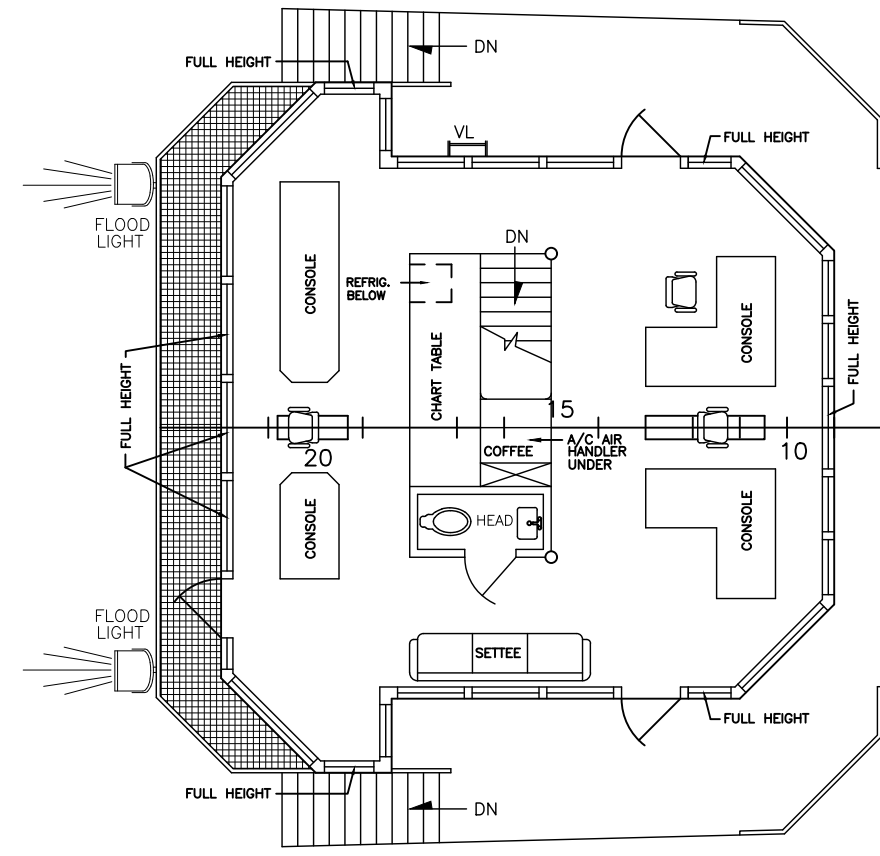 DN
FULL HEIGHT
VL
FULL HEIGHT
FLOOD
LIGHT
DN
CONSOLE
REFRIG.
BELOW
CONSOLE
FULL HEIGHT
CHART TABLE
FULL HEIGHT
15
20
COFFEE
A/C AIR
HANDLER
UNDER
10
CONSOLE
HEAD
CONSOLE
FLOOD
LIGHT
SETTEE
FULL HEIGHT
FULL HEIGHT
DN